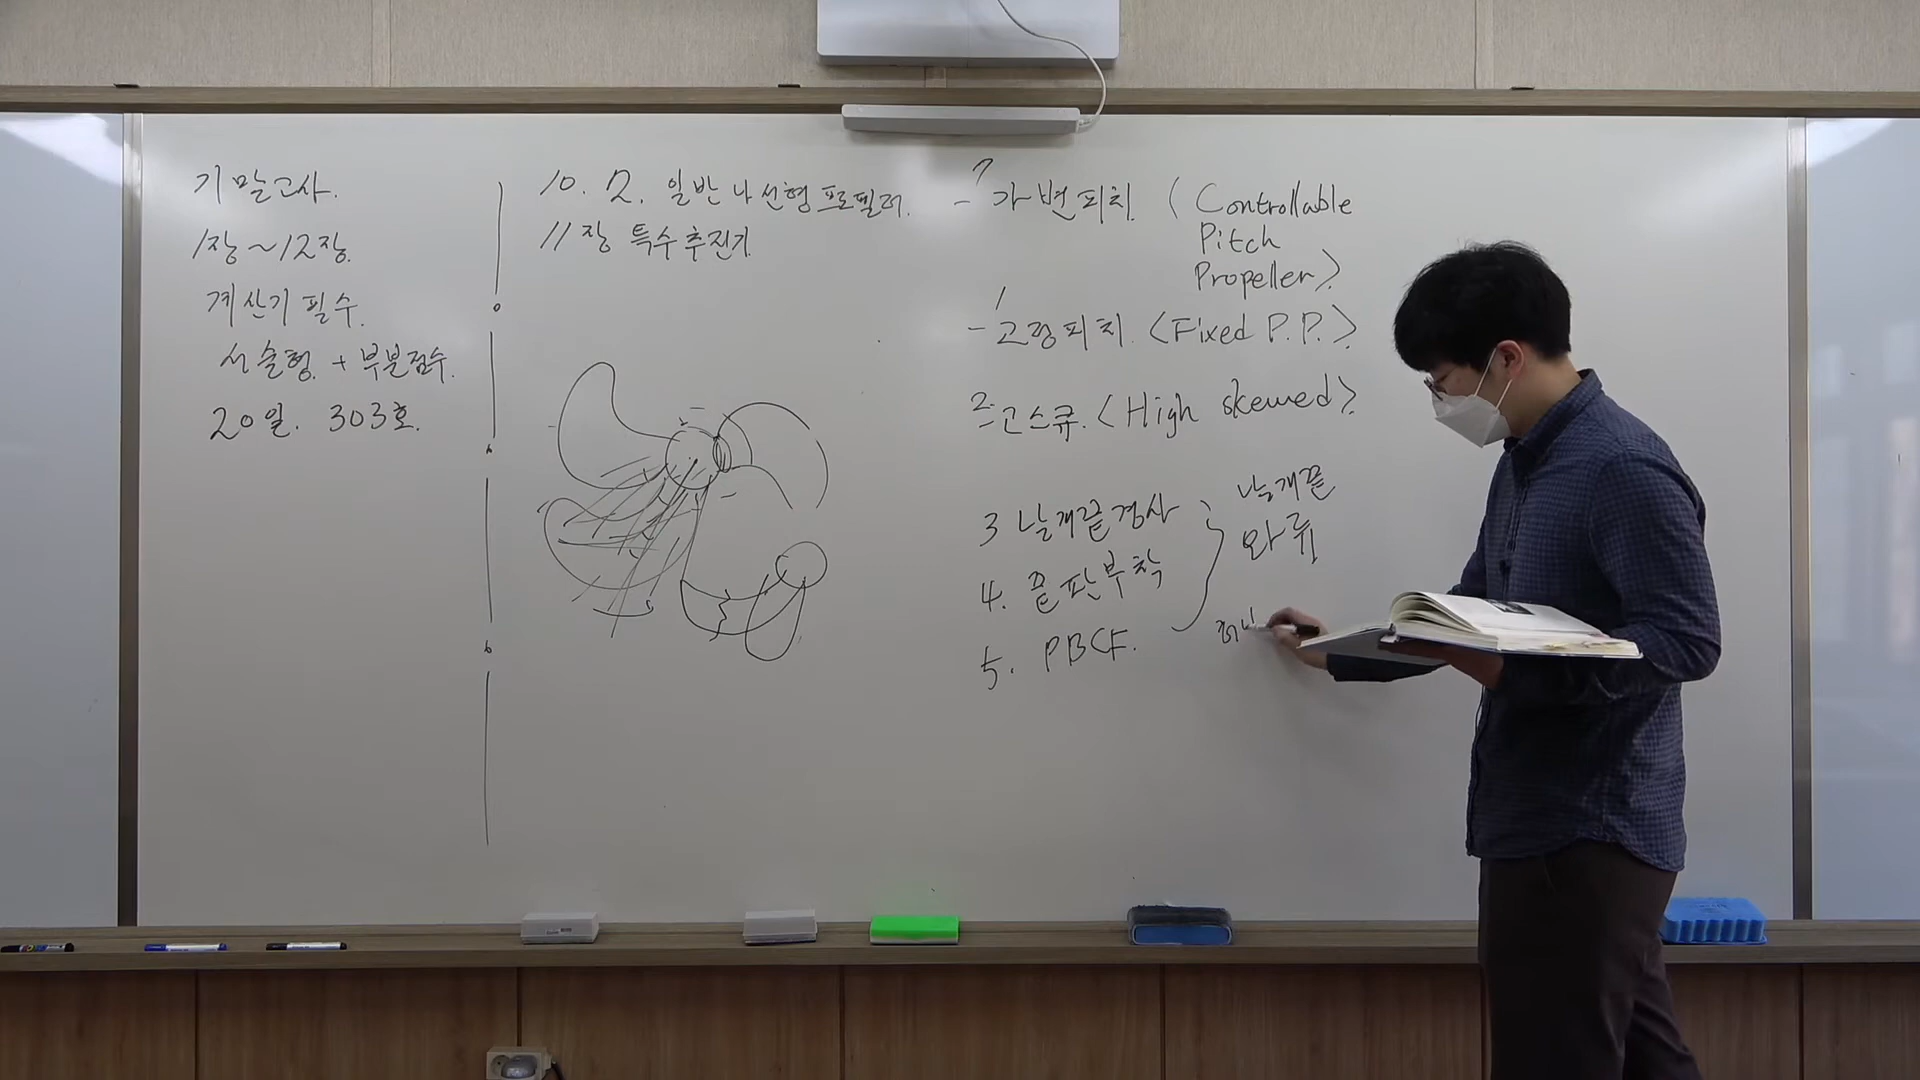 기말고사.
1장~12장.
계산기 필수.
서술형 + 부분점수.
20일. 303호.
10. 2. 일반 나선형 프로펠러.
11장 특수추진기
7
- 가변피치 < Controllable
Pitch
Propeller>
1
- 고정피치. <Fixed P.P.>
2- 고스큐. <High skewed>
3 날개끝경사
4. 끝판부착
5. PBCF.
날개끝
와류
허